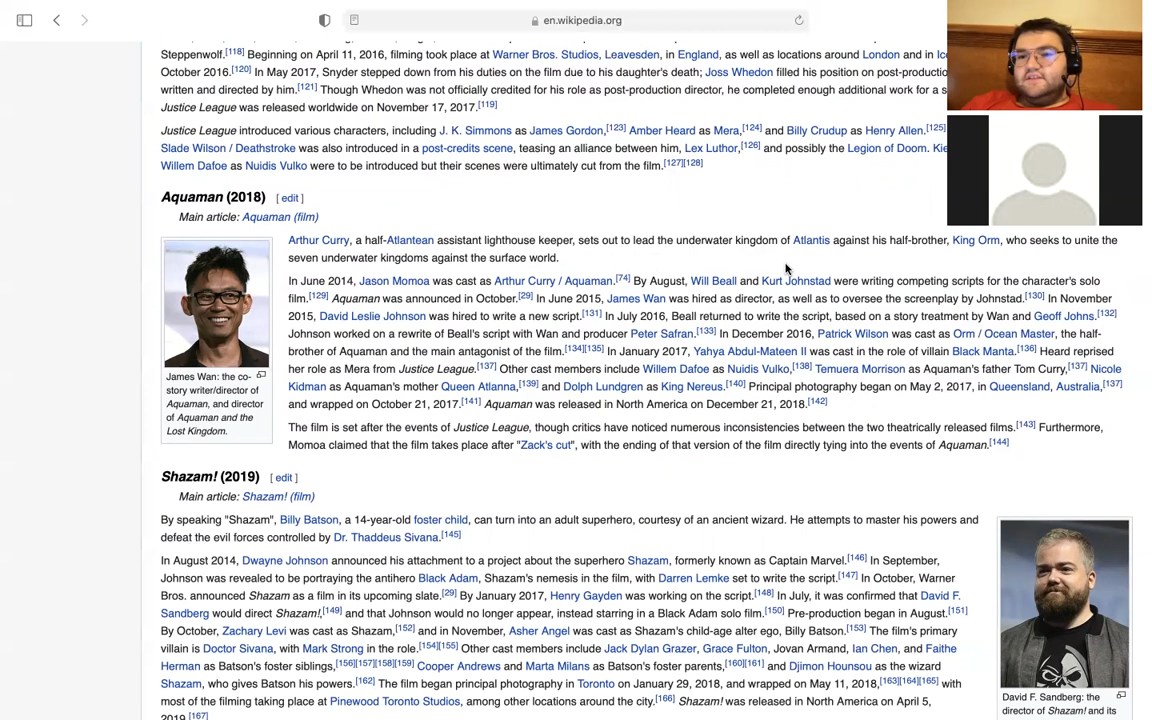 en.wikipedia.org
Steppenwolf.[118] Beginning on April 11, 2016, filming took place at Warner Bros. Studios, Leavesden, in England, as well as locations around London and in
October 2016.[120] In May 2017, Snyder stepped down from his duties on the film due to his daughter's death; Joss Whedon filled his position on
written and directed by him.[121] Though Whedon was not officially credited for his role as post-production director, he completed enough additional work for a
Justice League was released worldwide on November 17, 2017.[119]
Justice League introduced various characters, including J. K. Simmons as James Gordon,[123] Amber Heard as Mera,[124] and Billy Crudup as Henry Allen.[125]
Slade Wilson / Deathstroke was also introduced in a post-credits scene, teasing an alliance between him, Lex Luthor,[126] and possibly the Legion of Doom.
Willem Dafoe as Nuidis Vulko were to be introduced but their scenes were ultimately cut from the film.[127][128]
Aquaman (2018) [ edit ]
Main article: Aquaman (film)
Arthur Curry, a half-Atlantean assistant lighthouse keeper, sets out to lead the underwater kingdom of Atlantis against his half-brother, King Orm, who seeks to unite the
seven underwater kingdoms against the surface world.
In June 2014, Jason Momoa was cast as Arthur Curry / Aquaman.[74] By August, Will Beall and Kurt Johnstad were writing competing scripts for the character's solo
film.[129] Aquaman was announced in October.[29] In June 2015, James Wan was hired as director, as well as to oversee the screenplay by Johnstad.[130] In November
2015, David Leslie Johnson was hired to write a new script.[131] In July 2016, Beall returned to write the script, based on a story treatment by Wan and Geoff Johns.[132]
Johnson worked on a rewrite of Beall's script with Wan and producer Peter Safran.[133] In December 2016, Patrick Wilson was cast as Orm / Ocean Master, the half-
brother of Aquaman and the main antagonist of the film.[134][135] In January 2017, Yahya Abdul-Mateen II was cast in the role of villain Black Manta.[136] Heard reprised
her role as Mera from Justice League.[137] Other cast members include Willem Dafoe as Nuidis Vulko,[138] Temuera Morrison as Aquaman's father Tom Curry,[137] Nicole
Kidman as Aquaman's mother Queen Atlanna,[139] and Dolph Lundgren as King Nereus.[140] Principal photography began on May 2, 2017, in Queensland, Australia,[137]
and wrapped on October 21, 2017.[141] Aquaman was released in North America on December 21, 2018.[142]
The film is set after the events of Justice League, though critics have noticed numerous inconsistencies between the two theatrically released films.[143] Furthermore,
Momoa claimed that the film takes place after "Zack's cut", with the ending of that version of the film directly tying into the events of Aquaman.[144]
James Wan: the co-
story writer/director of
Aquaman, and director
of Aquaman and the
Lost Kingdom.
Shazam! (2019) [ edit ]
Main article: Shazam! (film)
By speaking "Shazam", Billy Batson, a 14-year-old foster child, can turn into an adult superhero, courtesy of an ancient wizard. He attempts to master his powers and
defeat the evil forces controlled by Dr. Thaddeus Sivana.[145]
In August 2014, Dwayne Johnson announced his attachment to a project about the superhero Shazam, formerly known as Captain Marvel.[146] In September,
Johnson was revealed to be portraying the antihero Black Adam, Shazam's nemesis in the film, with Darren Lemke set to write the script.[147] In October, Warner
Bros. announced Shazam as a film in its upcoming slate.[29] By January 2017, Henry Gayden was working on the script.[148] In July, it was confirmed that David F.
Sandberg would direct Shazam!,[149] and that Johnson would no longer appear, instead starring in a Black Adam solo film.[150] Pre-production began in August.[151]
By October, Zachary Levi was cast as Shazam,[152] and in November, Asher Angel was cast as Shazam's child-age alter ego, Billy Batson.[153] The film's primary
villain is Doctor Sivana, with Mark Strong in the role.[154][155] Other cast members include Jack Dylan Grazer, Grace Fulton, Jovan Armand, Ian Chen, and Faithe
Herman as Batson's foster siblings,[156][157][158][159] Cooper Andrews and Marta Milans as Batson's foster parents,[160][161] and Djimon Hounsou as the wizard
Shazam, who gives Batson his powers.[162] The film began principal photography in Toronto on January 29, 2018, and wrapped on May 11, 2018,[163][164][165] with
most of the filming taking place at Pinewood Toronto Studios, among other locations around the city.[166] Shazam! was released in North America on April 5,
2019.[167]
David F. Sandberg: the
director of Shazam! and its